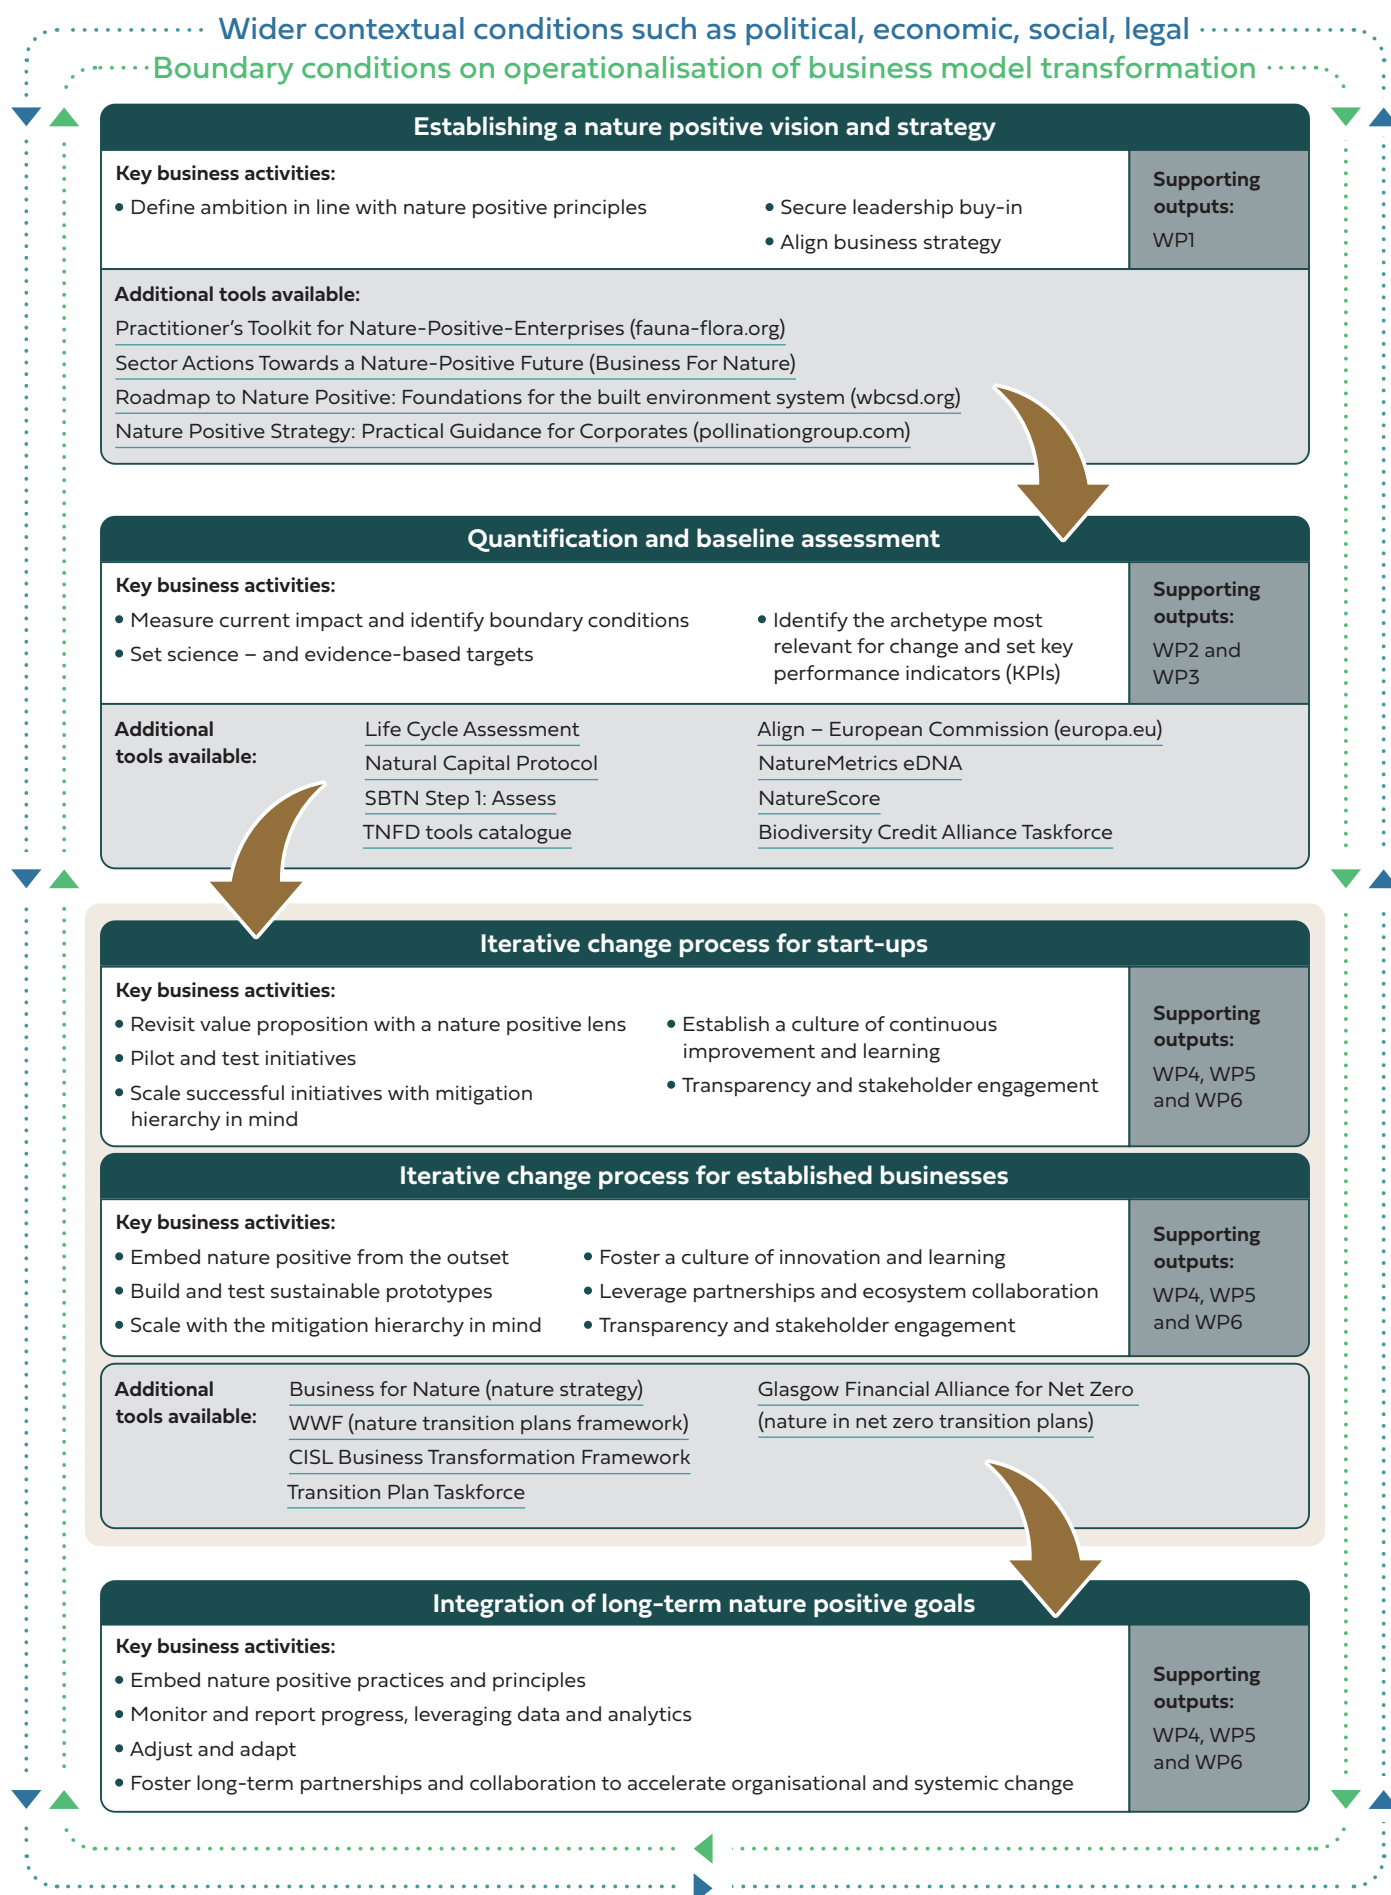 Wider contextual conditions such as political, economic, social, legal
Boundary conditions on operationalisation of business model transformation
Establishing a nature positive vision and strategy
Key business activities:
• Define ambition in line with nature positive principles
• Secure leadership buy-in
• Align business strategy
Supporting
outputs:
WP1
Additional tools available:
Practitioner's Toolkit for Nature-Positive-Enterprises (fauna-flora.org)
Sector Actions Towards a Nature-Positive Future (Business For Nature)
Roadmap to Nature Positive: Foundations for the built environment system (wbcsd.org)
Nature Positive Strategy: Practical Guidance for Corporates (pollinationgroup.com)
Quantification and baseline assessment
Key business activities:
• Measure current impact and identify boundary conditions
• Set science – and evidence-based targets
• Identify the archetype most
relevant for change and set key
performance indicators (KPIs)
Supporting
outputs:
WP2 and
WP3
Additional
tools available:
Life Cycle Assessment
Natural Capital Protocol
SBTN Step 1: Assess
TNFD tools catalogue
Align – European Commission (europa.eu)
NatureMetrics eDNA
NatureScore
Biodiversity Credit Alliance Taskforce
Iterative change process for start-ups
Key business activities:
• Revisit value proposition with a nature positive lens
• Pilot and test initiatives
• Scale successful initiatives with mitigation
hierarchy in mind
• Establish a culture of continuous
improvement and learning
• Transparency and stakeholder engagement
Supporting
outputs:
WP4, WP5
and WP6
Iterative change process for established businesses
Key business activities:
• Embed nature positive from the outset
• Build and test sustainable prototypes
• Scale with the mitigation hierarchy in mind
• Foster a culture of innovation and learning
• Leverage partnerships and ecosystem collaboration
• Transparency and stakeholder engagement
Supporting
outputs:
WP4, WP5
and WP6
Additional
tools available:
Business for Nature (nature strategy)
WWF (nature transition plans framework)
CISL Business Transformation Framework
Transition Plan Taskforce
Glasgow Financial Alliance for Net Zero
(nature in net zero transition plans)
Integration of long-term nature positive goals
Key business activities:
• Embed nature positive practices and principles
• Monitor and report progress, leveraging data and analytics
• Adjust and adapt
• Foster long-term partnerships and collaboration to accelerate organisational and systemic change
Supporting
outputs:
WP4, WP5
and WP6